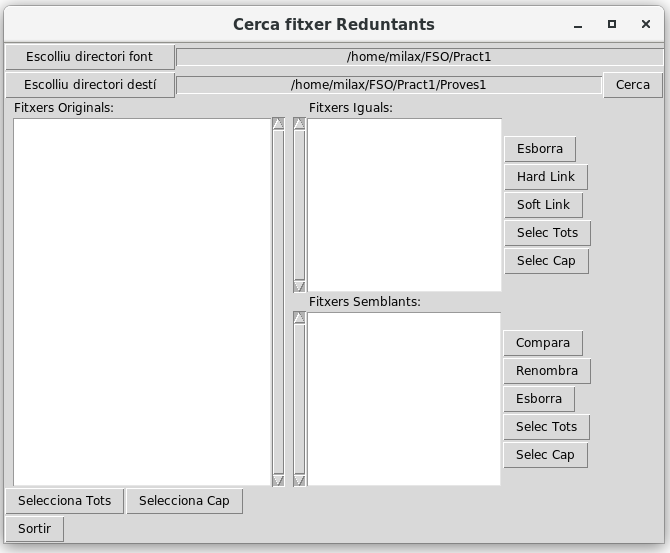 Cerca fitxer Reduntants
Escolliu directori font /home/milax/FSO/Pract1
Escolliu directori destí /home/milax/FSO/Pract1/Proves1 Cerca
Fitxers Originals: Fitxers Iguals:
Esborra
Hard Link
Soft Link
Selec Tots
Selec Cap
Fitxers Semblants:
Compara
Renombra
Esborra
Selec Tots
Selec Cap
Selecciona Tots Selecciona Cap
Sortir